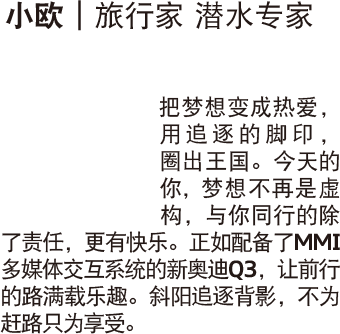 小欧｜旅行家 潜水专家
把梦想变成热爱，
用追逐的脚印，
圈出王国。今天的
你，梦想不再是虚
构，与你同行的除
了责任，更有快乐。正如配备了MMI
多媒体交互系统的新奥迪Q3，让前行
的路满载乐趣。斜阳追逐背影，不为
赶路只为享受。